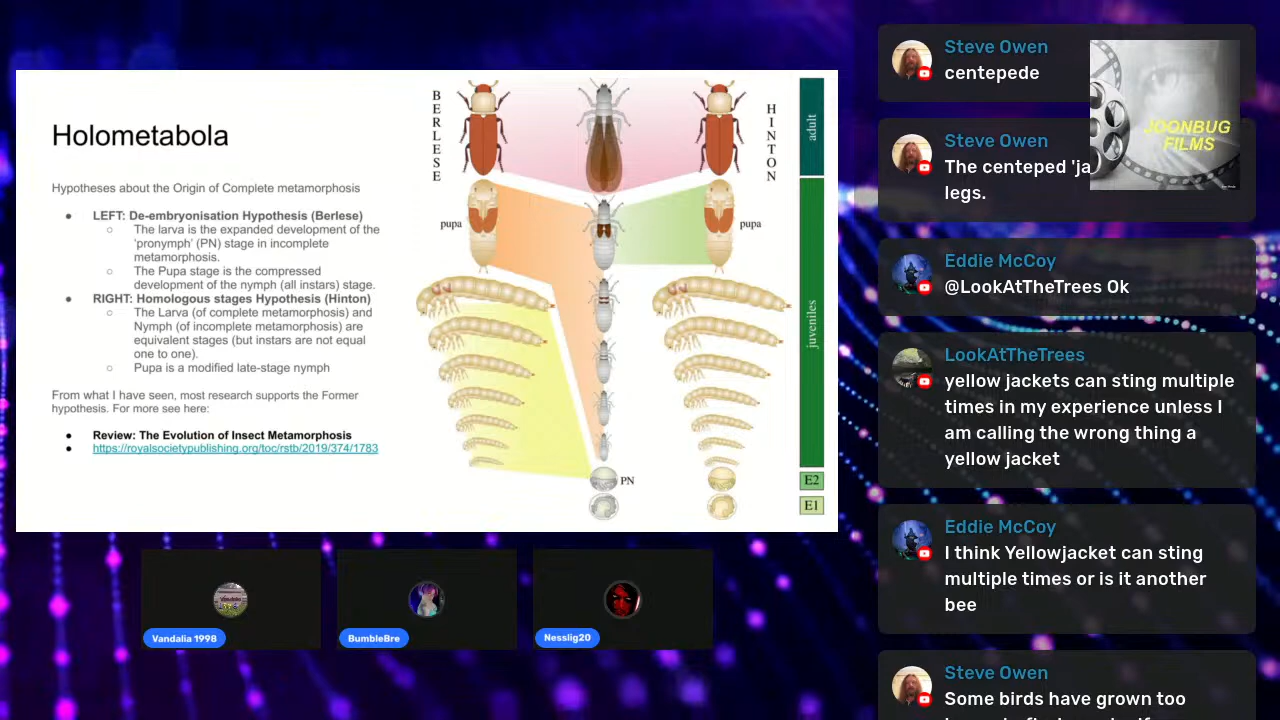 Holometabola
Hypotheses about the Origin of Complete metamorphosis
● LEFT: De-embryonisation Hypothesis (Berlese)
○ The larva is the expanded development of the
'pronymph' (PN) stage in incomplete
metamorphosis.
○ The Pupa stage is the compressed
development of the nymph (all instars) stage.
● RIGHT: Homologous stages Hypothesis (Hinton)
○ The Larva (of complete metamorphosis) and
Nymph (of incomplete metamorphosis) are
equivalent stages (but instars are not equal
one to one).
○ Pupa is a modified late-stage nymph
From what I have seen, most research supports the Former
hypothesis. For more see here:
● Review: The Evolution of Insect Metamorphosis
● https://royalsocietypublishing.org/toc/rstb/2019/374/1783
BERLESE
HINTON
adult
pupa
pupa
juveniles
PN
E2
E1
Vandalia 1998
BumbleBre
Nesslig20
Steve Owen
centepede
JOONBUG
FILMS
Steve Owen
The centeped 'ja
legs.
Eddie McCoy
@LookAtTheTrees Ok
LookAtTheTrees
yellow jackets can sting multiple
times in my experience unless I
am calling the wrong thing a
yellow jacket
Eddie McCoy
I think Yellowjacket can sting
multiple times or is it another
bee
Steve Owen
Some birds have grown too